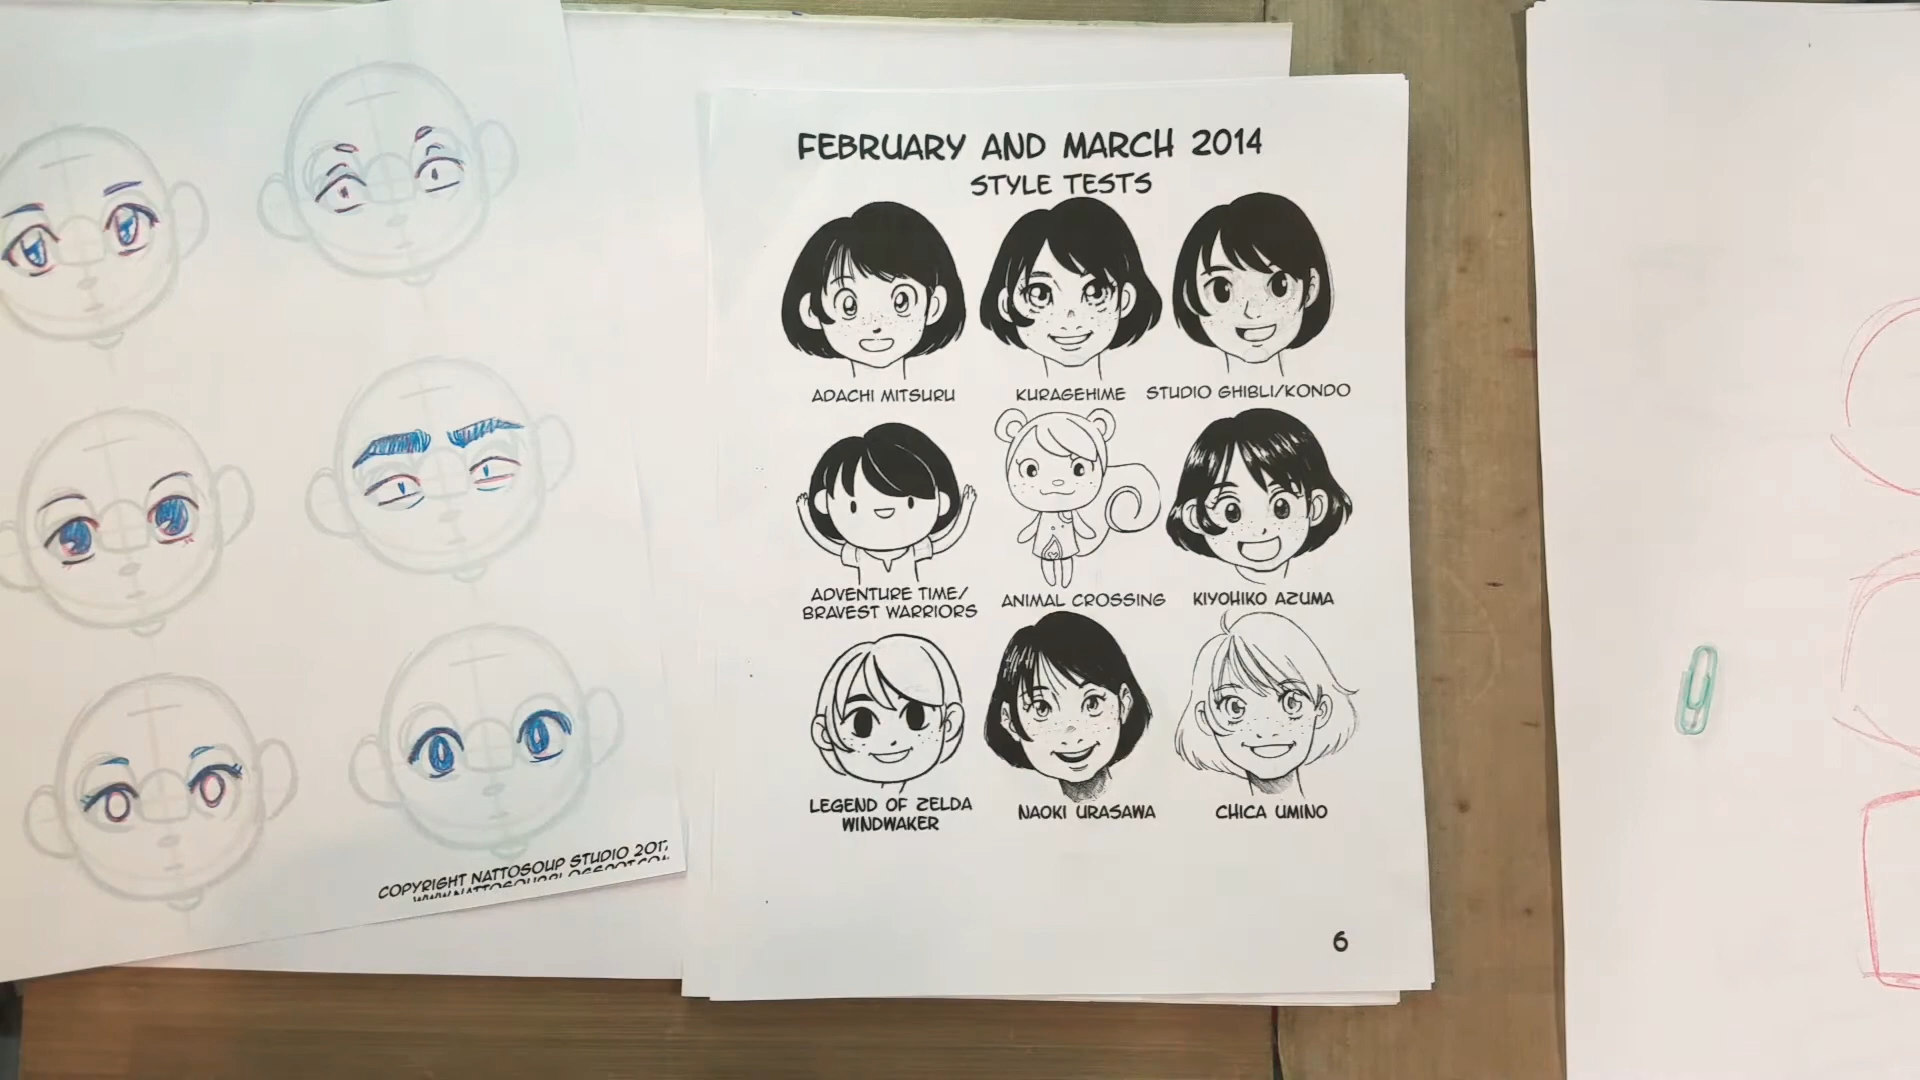 FEBRUARY AND MARCH 2014
STYLE TESTS
ADACHI MITSURU
KURAGEHIME
STUDIO GHIBLI/KONDO
ADVENTURE TIME/
BRAVEST WARRIORS
ANIMAL CROSSING
KIYOHIKO AZUMA
LEGEND OF ZELDA
WINDWAKER
NAOKI URASAWA
CHICA UMINO
6
COPYRIGHT NATTOSOUP STUDIO 2017